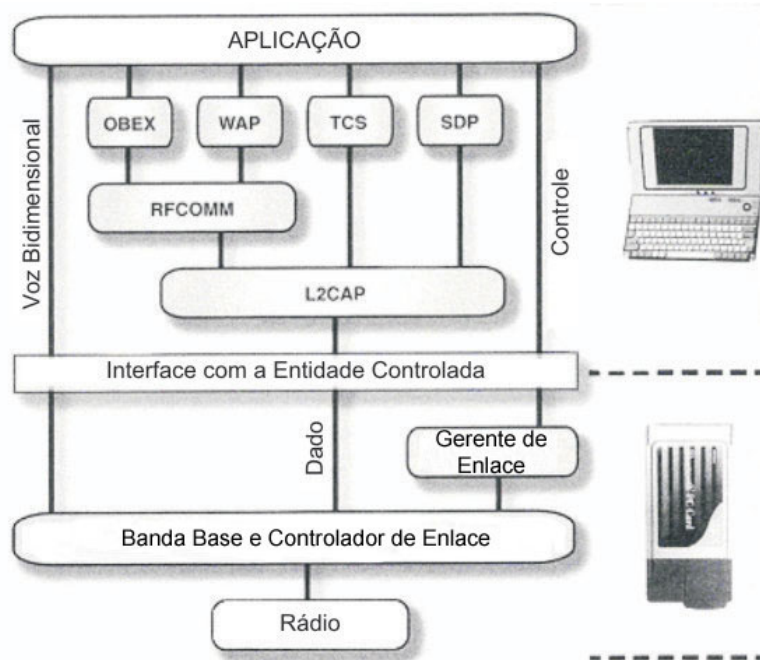 APLICAÇÃO
OBEX
WAP
TCS
SDP
RFCOMM
L2CAP
Voz Bidimensional
Controle
Interface com a Entidade Controlada
Dado
Gerente de
Enlace
Banda Base e Controlador de Enlace
Rádio